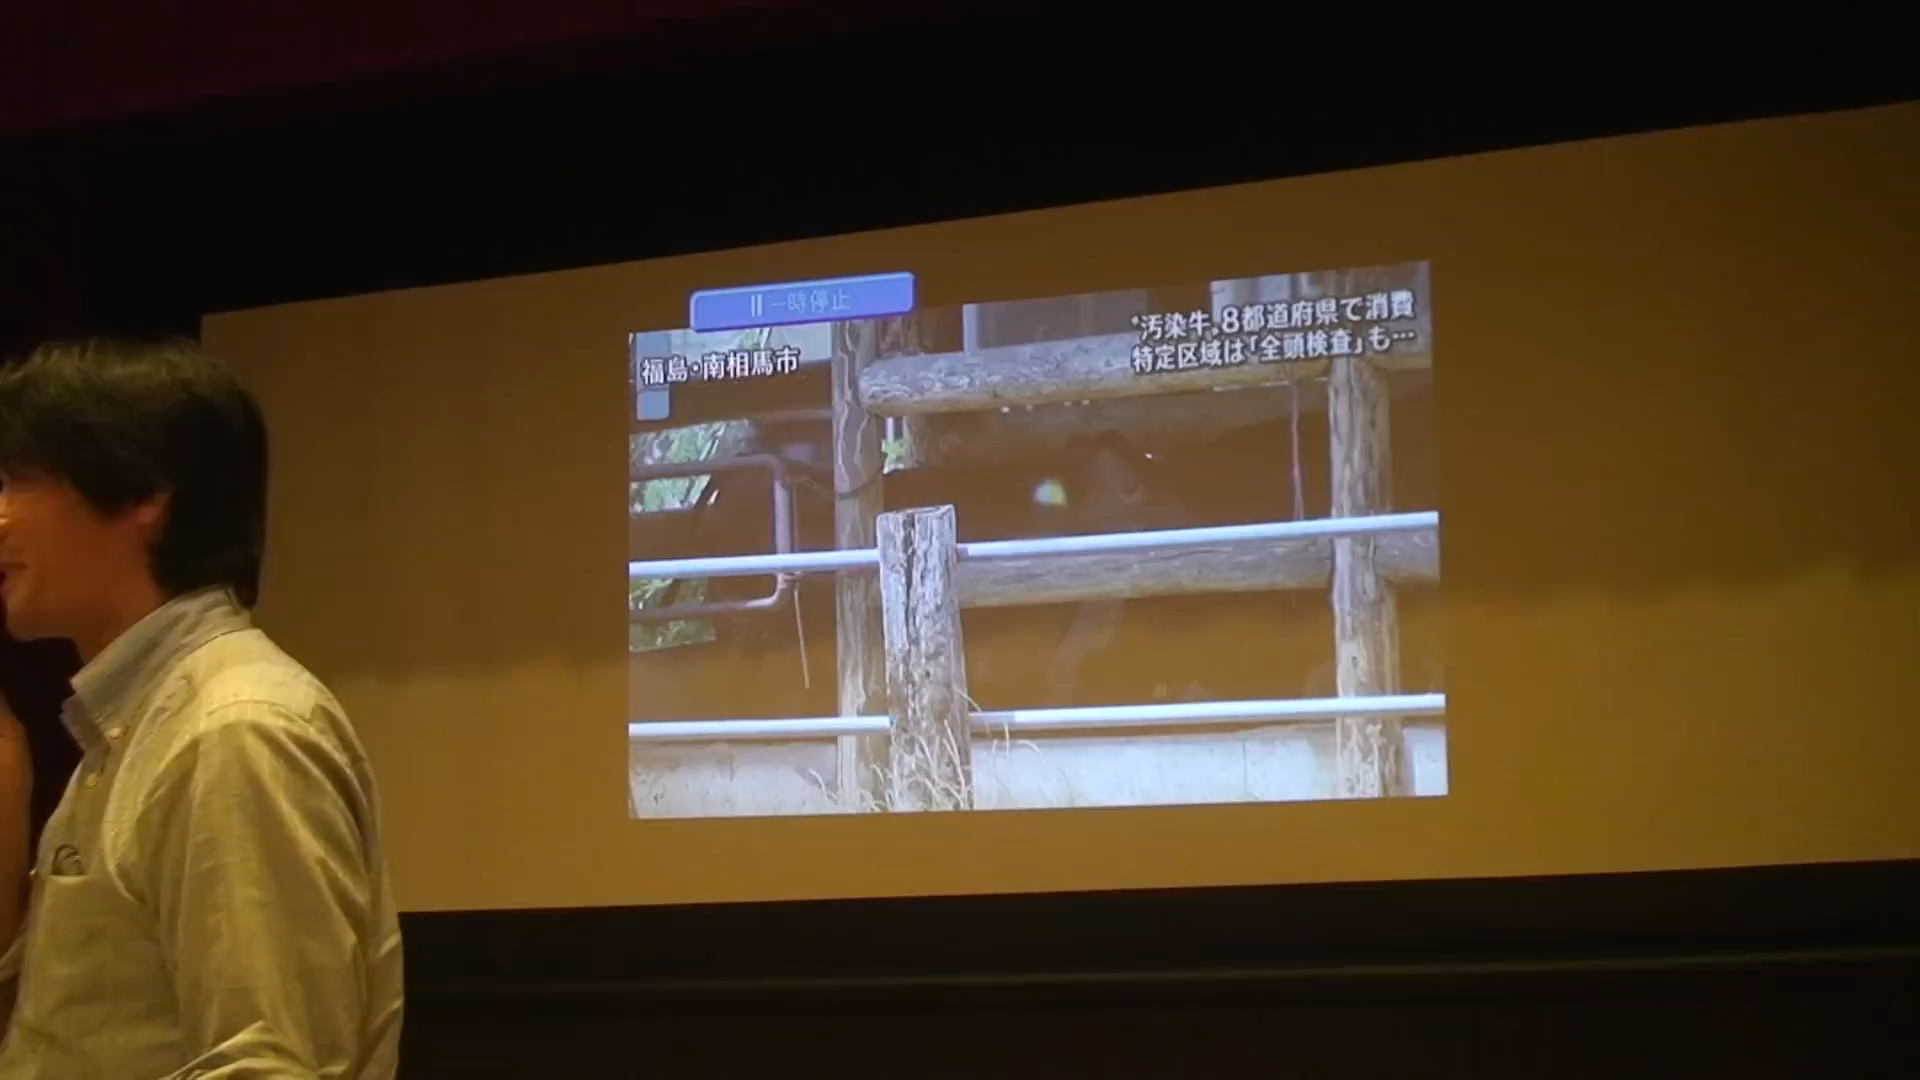 一時停止
福島・南相馬市
“汚染牛”8都道府県で消費
特定区域は「全頭検査」も…